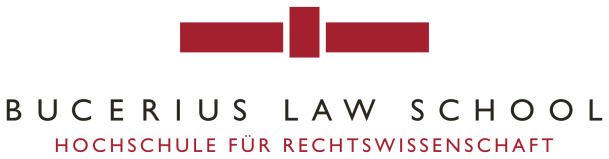 BUCERIUS LAW SCHOOL
HOCHSCHULE FÜR RECHTSWISSENSCHAFT